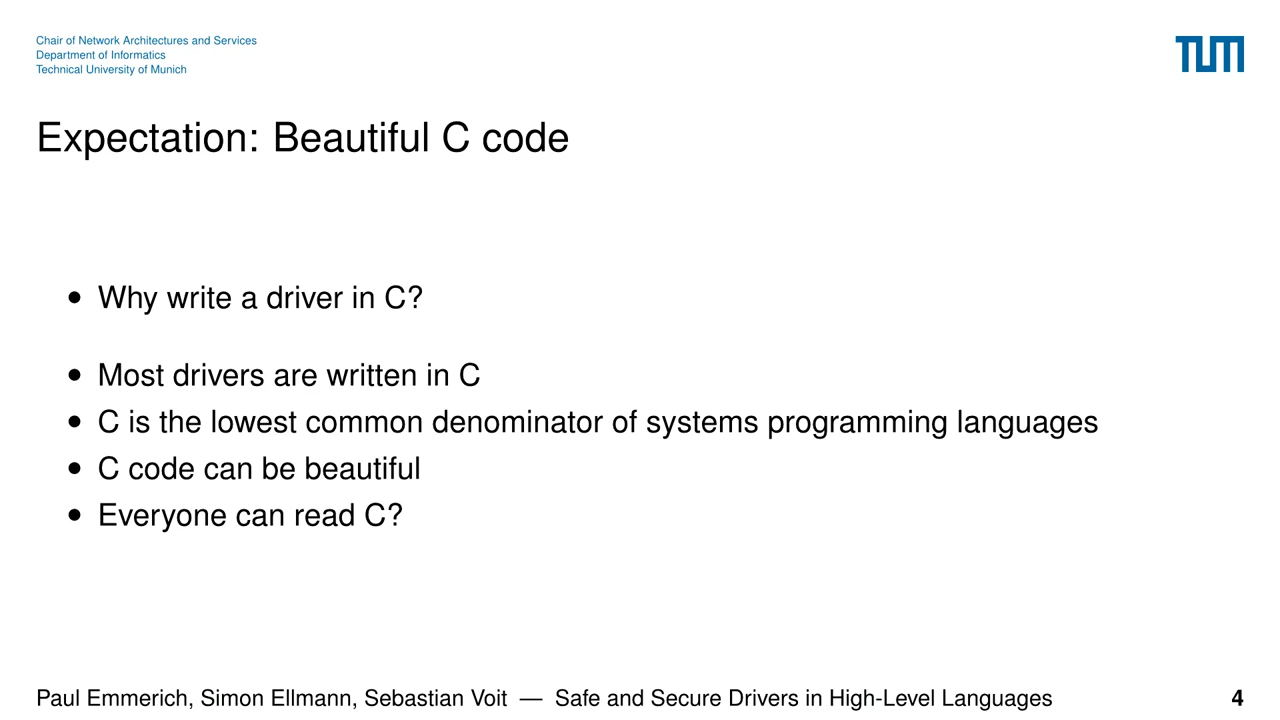 Chair of Network Architectures and Services
Department of Informatics
Technical University of Munich
TUM
Expectation: Beautiful C code
• Why write a driver in C?
• Most drivers are written in C
• C is the lowest common denominator of systems programming languages
• C code can be beautiful
• Everyone can read C?
Paul Emmerich, Simon Ellmann, Sebastian Voit — Safe and Secure Drivers in High-Level Languages 4